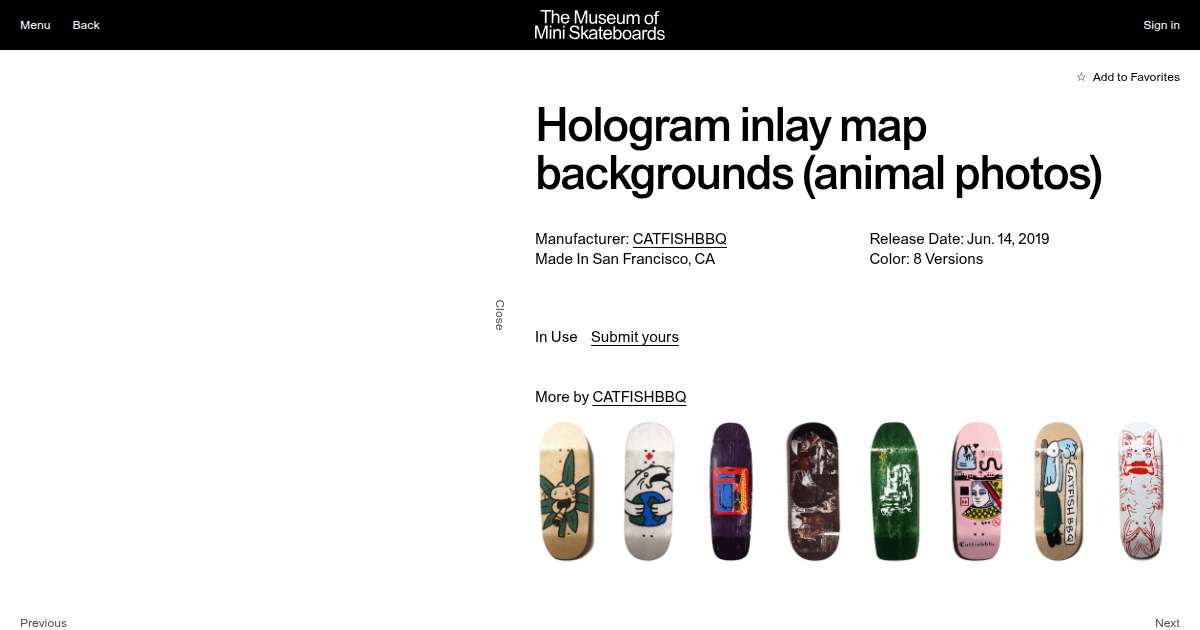 Menu
Back
The Museum of
Mini Skateboards
Sign in
☆ Add to Favorites
Hologram inlay map
backgrounds (animal photos)
Manufacturer: CATFISHBBQ
Made In San Francisco, CA
Release Date: Jun. 14, 2019
Color: 8 Versions
Close
In Use
Submit yours
More by CATFISHBBQ
Catfishbbq
CATFISH BBQ
Previous
Next